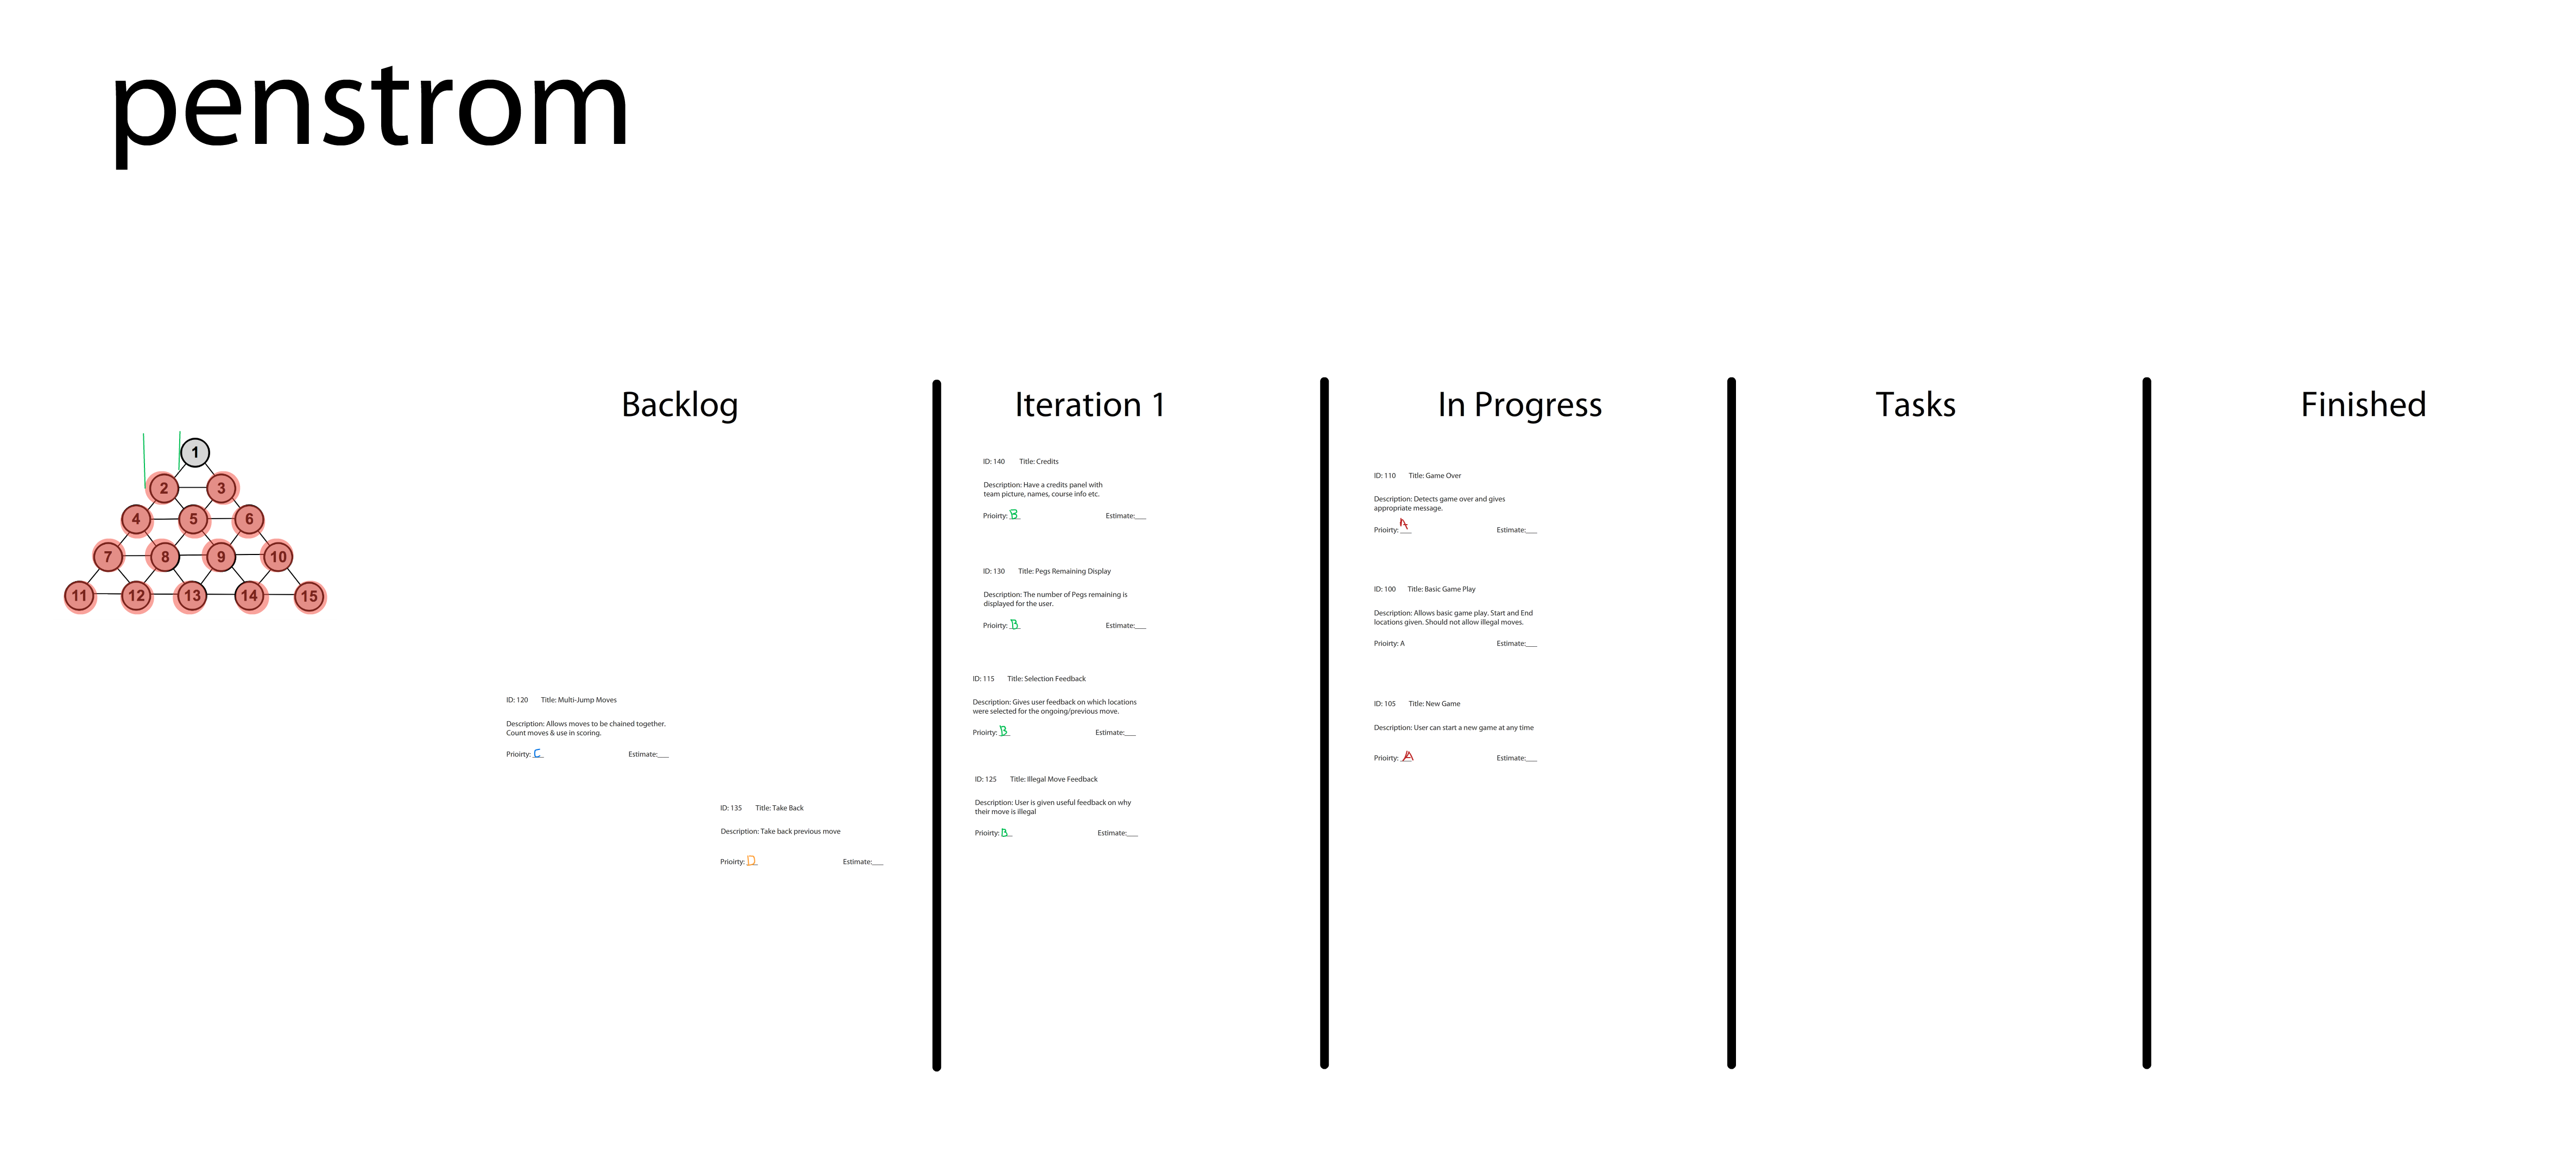 penstrom
Backlog
Iteration 1
In Progress
Tasks
Finished
1
2 3
4 5 6
7 8 9 10
11 12 13 14 15
ID: 120 Title: Multi-Jump Moves
Description: Allows moves to be chained together.
Count moves & use in scoring.
Prioirty: C Estimate:___
ID: 135 Title: Take Back
Description: Take back previous move
Prioirty: D Estimate:___
ID: 140 Title: Credits
Description: Have a credits panel with
team picture, names, course info etc.
Prioirty: B Estimate:___
ID: 130 Title: Pegs Remaining Display
Description: The number of Pegs remaining is
displayed for the user.
Prioirty: B Estimate:___
ID: 115 Title: Selection Feedback
Description: Gives user feedback on which locations
were selected for the ongoing/previous move.
Prioirty: B Estimate:___
ID: 125 Title: Illegal Move Feedback
Description: User is given useful feedback on why
their move is illegal
Prioirty: B Estimate:___
ID: 110 Title: Game Over
Description: Detects game over and gives
appropriate message.
Prioirty: A Estimate:___
ID: 100 Title: Basic Game Play
Description: Allows basic game play. Start and End
locations given. Should not allow illegal moves.
Prioirty: A Estimate:___
ID: 105 Title: New Game
Description: User can start a new game at any time
Prioirty: A Estimate:___